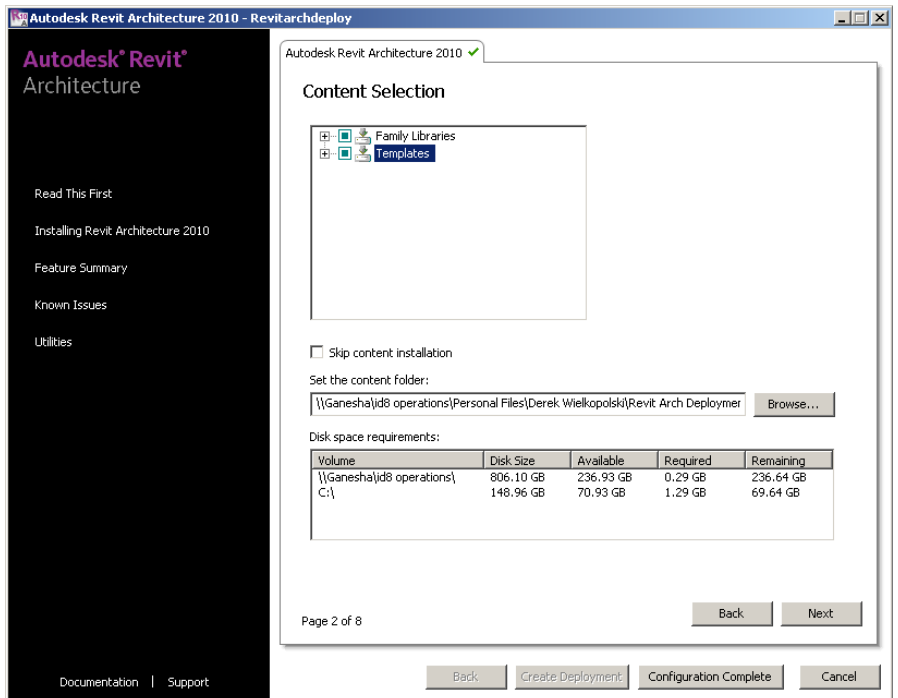 Autodesk Revit Architecture 2010 - Revitarchdeploy
Autodesk® Revit®
Architecture
Read This First
Installing Revit Architecture 2010
Feature Summary
Known Issues
Utilities
Documentation | Support
Autodesk Revit Architecture 2010
Content Selection
Family Libraries
Templates
Skip content installation
Set the content folder:
\\Ganesha\id8 operations\Personal Files\Derek Wielkopolski\Revit Arch Deploymer Browse...
Disk space requirements:
Volume Disk Size Available Required Remaining
\\Ganesha\id8 operations\ 806.10 GB 236.93 GB 0.29 GB 236.64 GB
C:\ 148.96 GB 70.93 GB 1.29 GB 69.64 GB
Page 2 of 8 Back Next
Back Create Deployment Configuration Complete Cancel